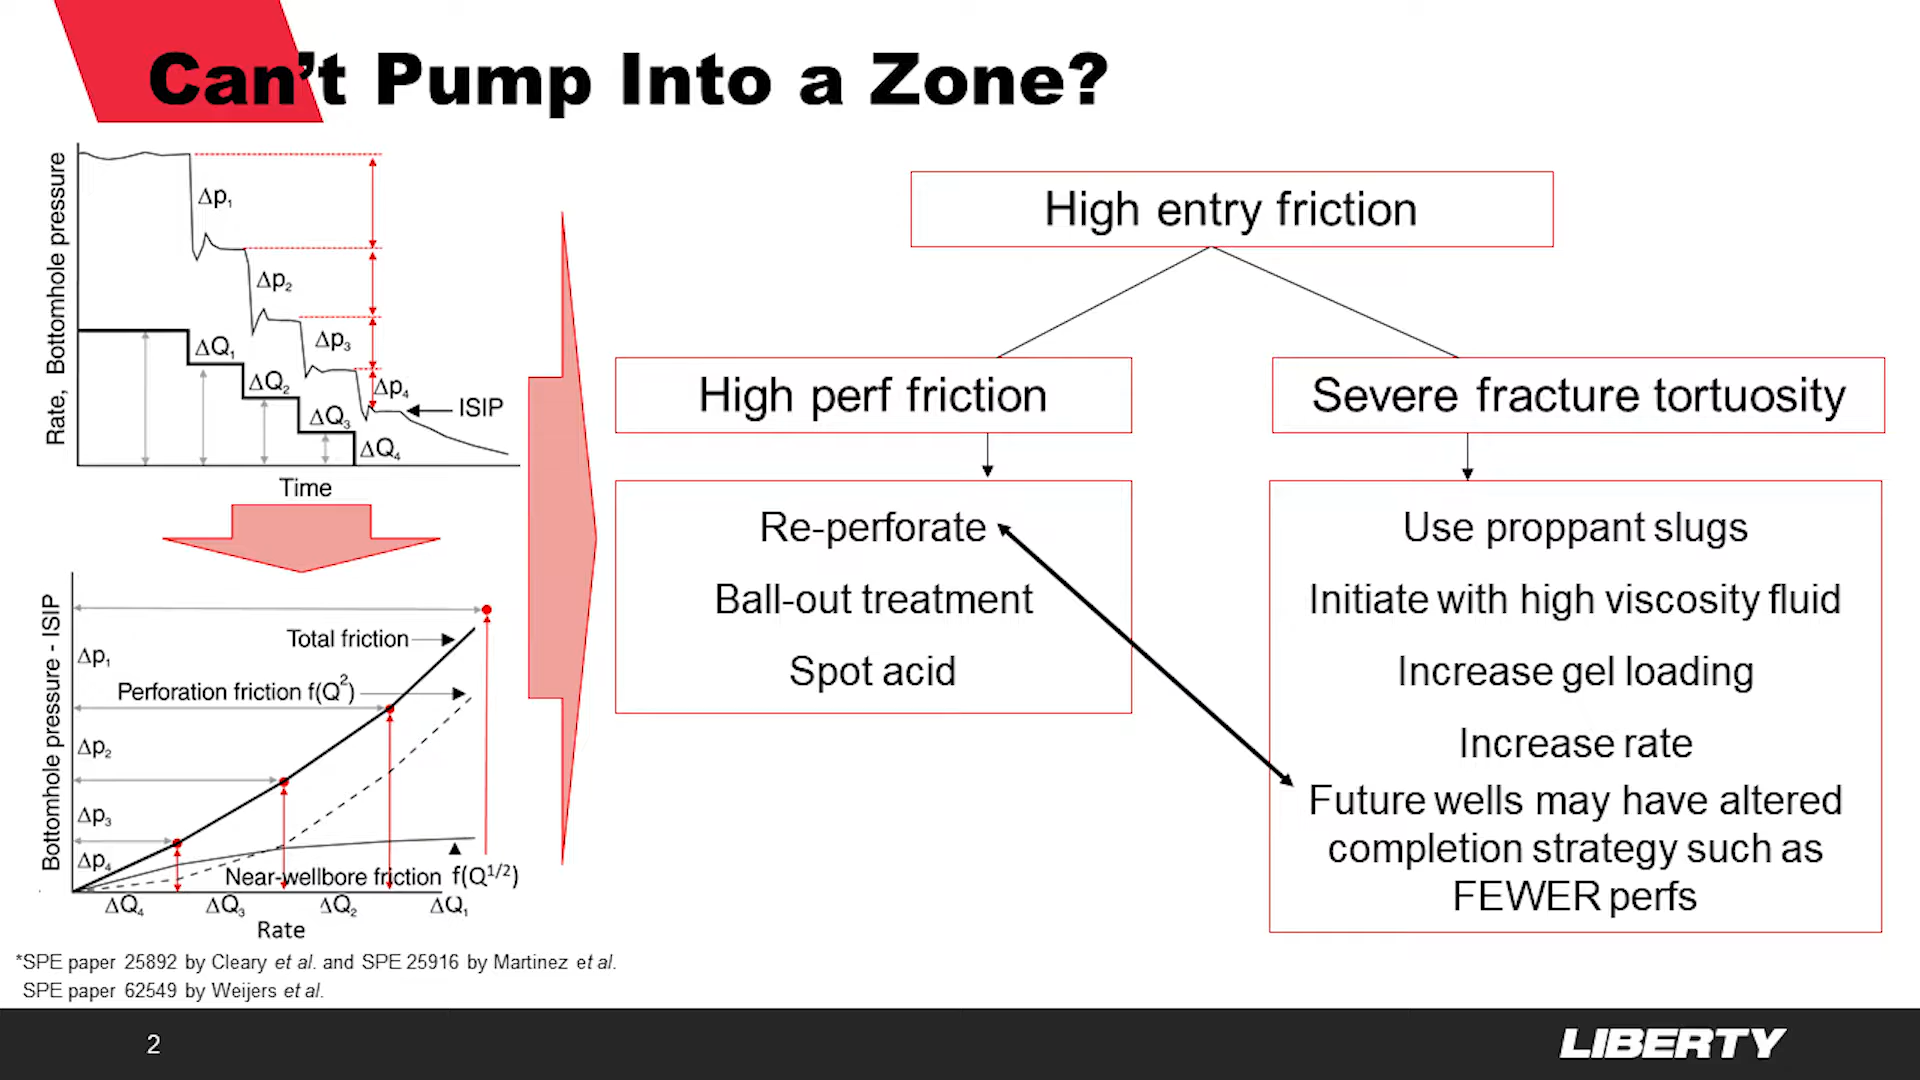 Can't Pump Into a Zone?
Rate, Bottomhole pressure
Δp₁
Δp₂
Δp₃
Δp₄
ISIP
ΔQ₁
ΔQ₂
ΔQ₃
ΔQ₄
Time
Bottomhole pressure - ISIP
Δp₁
Δp₂
Δp₃
Δp₄
Total friction
Perforation friction f(Q²)
Near-wellbore friction f(Q¹/²)
ΔQ₄
ΔQ₃
ΔQ₂
ΔQ₁
Rate
High entry friction
High perf friction
Re-perforate
Ball-out treatment
Spot acid
Severe fracture tortuosity
Use proppant slugs
Initiate with high viscosity fluid
Increase gel loading
Increase rate
Future wells may have altered
completion strategy such as
FEWER perfs
*SPE paper 25892 by Cleary et al. and SPE 25916 by Martinez et al.
SPE paper 62549 by Weijers et al.
2
LIBERTY